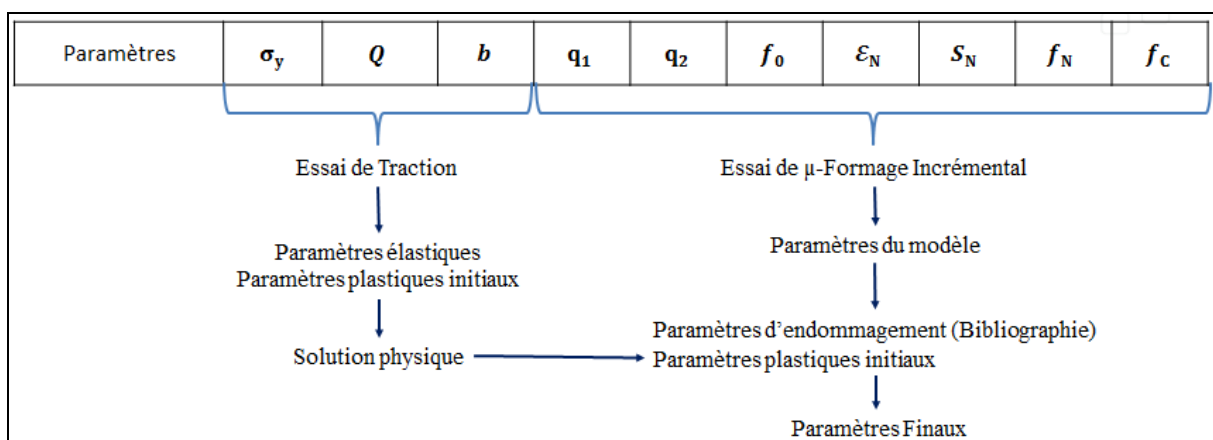 Paramètres σy Q b q1 q2 f0 εN SN fN fC
Essai de Traction
Essai de μ-Formage Incrémental
Paramètres élastiques
Paramètres plastiques initiaux
Paramètres du modèle
Solution physique
Paramètres d'endommagement (Bibliographie)
Paramètres plastiques initiaux
Paramètres Finaux